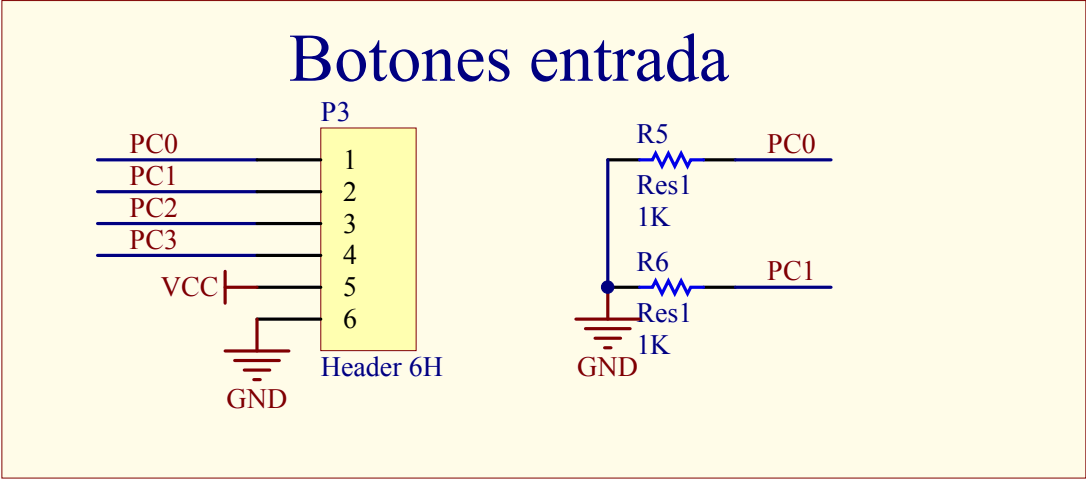 Botones entrada
P3
PC0
1
PC1
2
PC2
3
PC3
4
VCC
5
6
GND
Header 6H
R5
PC0
Res1
1K
R6
PC1
Res1
1K
GND